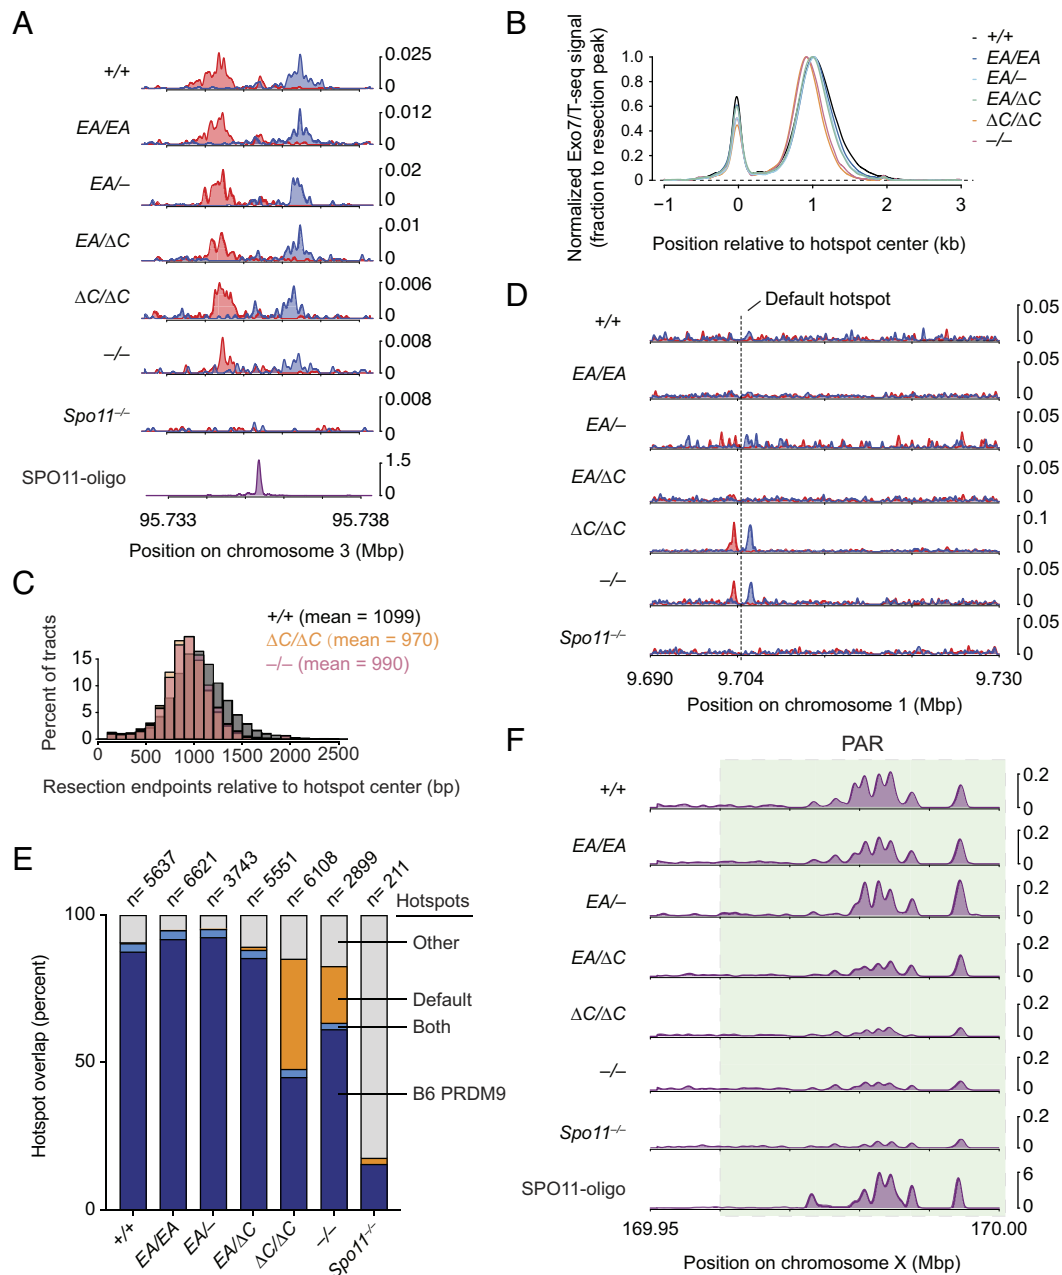 A
+/+
0.025
0
EA/EA
0.012
0
EA/–
0.02
0
EA/ΔC
0.01
0
ΔC/ΔC
0.006
0
–/–
0.008
0
Spo11–/–
0.008
0
SPO11-oligo
1.5
0
95.733
95.738
Position on chromosome 3 (Mbp)
B
Normalized Exo7/T-seq signal
(fraction to resection peak)
1.0
0.8
0.6
0.4
0.2
0
–1
0
1
2
3
Position relative to hotspot center (kb)
+/+
EA/EA
EA/–
EA/ΔC
ΔC/ΔC
–/–
C
+/+ (mean = 1099)
ΔC/ΔC (mean = 970)
–/– (mean = 990)
Percent of tracts
15
10
5
0
0
500
1000
1500
2000
2500
Resection endpoints relative to hotspot center (bp)
D
Default hotspot
+/+
0.05
0
EA/EA
0.05
0
EA/–
0.05
0
EA/ΔC
0.05
0
ΔC/ΔC
0.1
0
–/–
0.05
0
Spo11–/–
0.05
0
9.690
9.704
9.730
Position on chromosome 1 (Mbp)
E
n= 5637
n= 6621
n= 3743
n= 5551
n= 6108
n= 2899
n= 211
Hotspots
Other
Default
Both
B6 PRDM9
Hotspot overlap (percent)
100
50
0
+/+
EA/EA
EA/–
EA/ΔC
ΔC/ΔC
–/–
Spo11–/–
F
PAR
+/+
0.2
0
EA/EA
0.2
0
EA/–
0.2
0
EA/ΔC
0.2
0
ΔC/ΔC
0.2
0
–/–
0.2
0
Spo11–/–
0.2
0
SPO11-oligo
6
0
169.95
170.00
Position on chromosome X (Mbp)